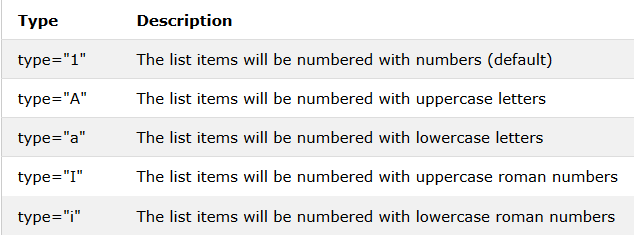 Type Description
type="1" The list items will be numbered with numbers (default)
type="A" The list items will be numbered with uppercase letters
type="a" The list items will be numbered with lowercase letters
type="I" The list items will be numbered with uppercase roman numbers
type="i" The list items will be numbered with lowercase roman numbers